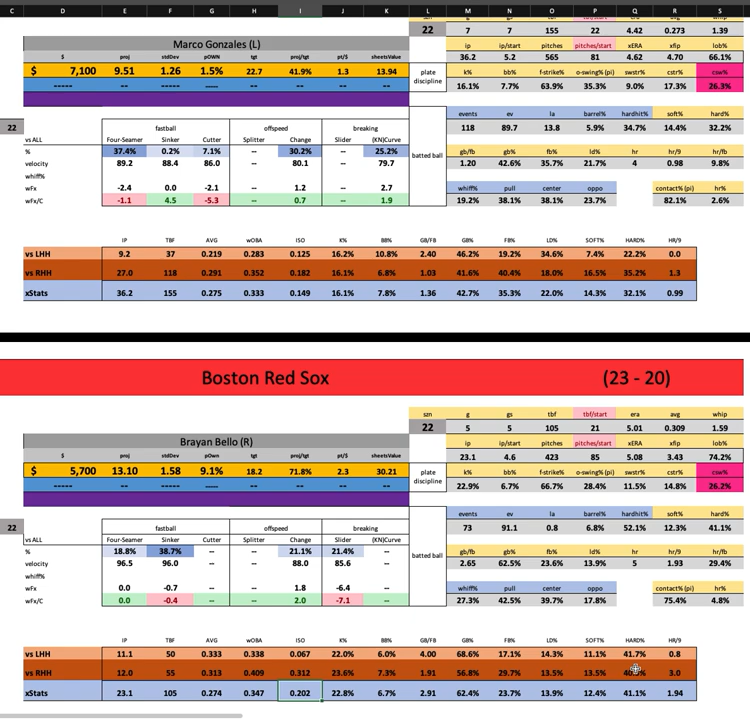 C D E F G H I J K L M N O P Q R S
22 7 7 155 22 4.42 0.273 1.39
Marco Gonzales (L) ip ip/start pitches pitches/start xERA xfip lob%
$ proj stdDev pOWN tgt proj/tgt pt/$ sheetsValue 36.2 5.2 565 81 4.62 4.70 66.1%
$ 7,100 9.51 1.26 1.5% 22.7 41.9% 1.3 13.94 plate discipline k% bb% f-strike% o-swing% (pi) swstr% cstr% csw%
----- -- -- -- -- -- -- -- 16.1% 7.7% 63.9% 35.3% 9.0% 17.3% 26.3%
events ev la barrel% hardhit% soft% hard%
22 fastball offspeed breaking 118 89.7 13.8 5.9% 34.7% 14.4% 32.2%
vs ALL Four-Seamer Sinker Cutter Splitter Change Slider (KN)Curve
% 37.4% 0.2% 7.1% -- 30.2% -- 25.2% batted ball gb/fb gb% fb% ld% hr hr/9 hr/fb
velocity 89.2 88.4 86.0 -- 80.1 -- 79.7 1.20 42.6% 35.7% 21.7% 4 0.98 9.8%
whiff%
wFx -2.4 0.0 -2.1 1.2 2.7 whiff% pull center oppo contact% (pi) hr%
wFx/C -1.1 4.5 -5.3 -- 0.7 -- 1.9 19.2% 38.1% 38.1% 23.7% 82.1% 2.6%
IP TBF AVG wOBA ISO K% BB% GB/FB GB% FB% LD% SOFT% HARD% HR/9
vs LHH 9.2 37 0.219 0.283 0.125 16.2% 10.8% 2.40 46.2% 19.2% 34.6% 7.4% 22.2% 0.0
vs RHH 27.0 118 0.291 0.352 0.182 16.1% 6.8% 1.03 41.6% 40.4% 18.0% 16.5% 35.2% 1.3
xStats 36.2 155 0.275 0.333 0.149 16.1% 7.8% 1.36 42.7% 35.3% 22.0% 14.3% 32.1% 0.99
Boston Red Sox (23 - 20)
szn g gs tbf tbf/start era avg whip
22 5 5 105 21 5.01 0.309 1.59
Brayan Bello (R) ip ip/start pitches pitches/start xERA xfip lob%
$ proj stdDev pOwn tgt proj/tgt pt/$ sheetsValue 23.1 4.6 423 85 5.08 3.43 74.2%
$ 5,700 13.10 1.58 9.1% 18.2 71.8% 2.3 30.21 plate discipline k% bb% f-strike% o-swing% (pi) swstr% cstr% csw%
----- -- -- -- -- -- -- -- 22.9% 6.7% 66.7% 28.4% 11.5% 14.8% 26.2%
events ev la barrel% hardhit% soft% hard%
22 fastball offspeed breaking 73 91.1 0.8 6.8% 52.1% 12.3% 41.1%
vs ALL Four-Seamer Sinker Cutter Splitter Change Slider (KN)Curve
% 18.8% 38.7% -- -- 21.1% 21.4% -- batted ball gb/fb gb% fb% ld% hr hr/9 hr/fb
velocity 96.5 96.0 -- -- 88.0 85.6 -- 2.65 62.5% 23.6% 13.9% 5 1.93 29.4%
whiff%
wFx 0.0 -0.7 1.8 -6.4 whiff% pull center oppo contact% (pi) hr%
wFx/C 0.0 -0.4 -- -- 2.0 -7.1 -- 27.3% 42.5% 39.7% 17.8% 75.4% 4.8%
IP TBF AVG wOBA ISO K% BB% GB/FB GB% FB% LD% SOFT% HARD% HR/9
vs LHH 11.1 50 0.333 0.338 0.067 22.0% 6.0% 4.00 68.6% 17.1% 14.3% 11.1% 41.7% 0.8
vs RHH 12.0 55 0.313 0.409 0.312 23.6% 7.3% 1.91 56.8% 29.7% 13.5% 13.5% 3.0
xStats 23.1 105 0.274 0.347 0.202 22.8% 6.7% 2.91 62.4% 23.7% 13.9% 12.4% 41.1% 1.94